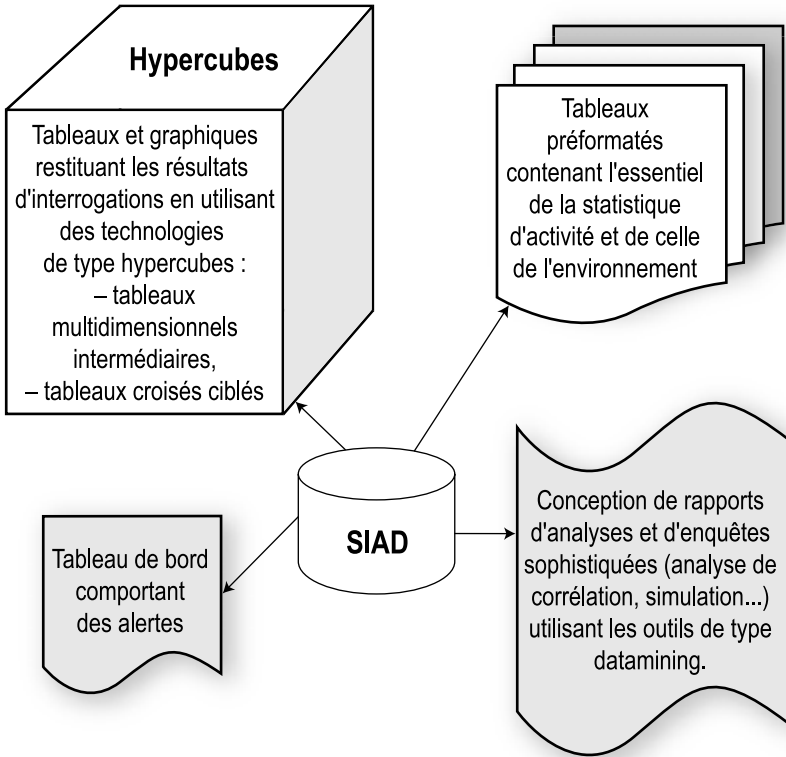 Hypercubes
Tableaux et graphiques
restituant les résultats
d'interrogations en utilisant
des technologies
de type hypercubes :
– tableaux
multidimensionnels
intermédiaires,
– tableaux croisés ciblés
Tableaux
préformatés
contenant l'essentiel
de la statistique
d'activité et de celle
de l'environnement
SIAD
Tableau de bord
comportant
des alertes
Conception de rapports
d'analyses et d'enquêtes
sophistiquées (analyse de
corrélation, simulation...)
utilisant les outils de type
datamining.